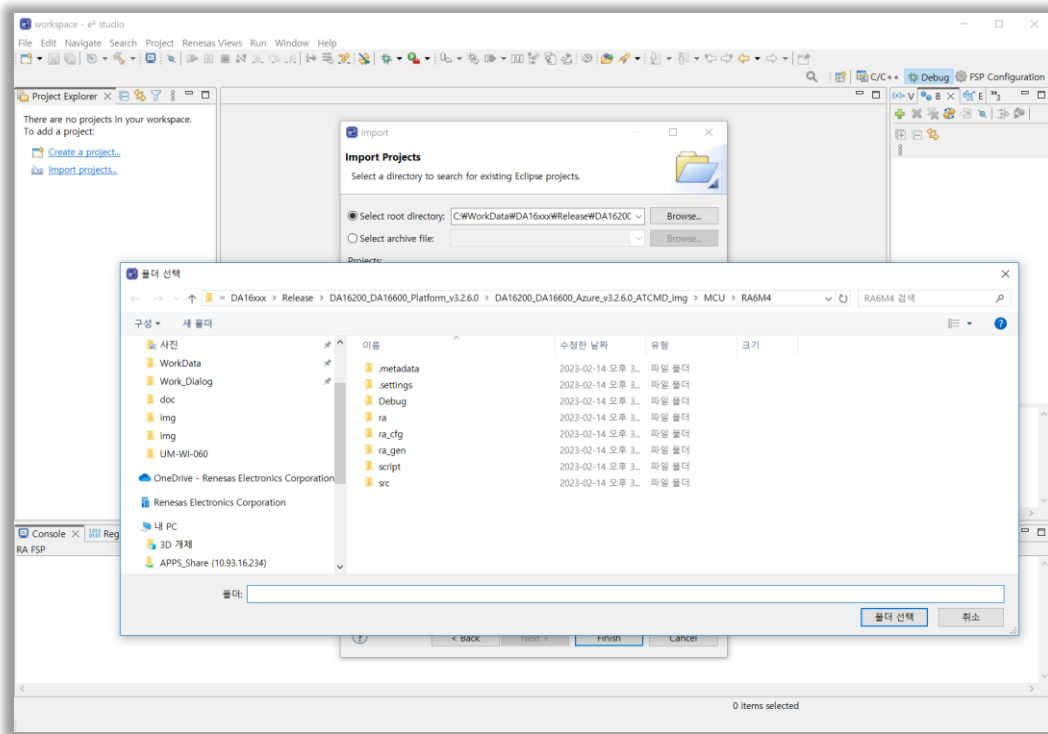 workspace - e² studio
File Edit Navigate Search Project Renesas Views Run Window Help
C/C++ Debug FSP Configuration
Project Explorer
V B E 3
There are no projects in your workspace.
To add a project:
Create a project...
Import projects...
Import
Import Projects
Select a directory to search for existing Eclipse projects.
Select root directory: C:₩WorkData₩DA16xxx₩Release₩DA1620( Browse...
Select archive file: Browse...
Projects:
폴더 선택
« DA16xxx > Release > DA16200_DA16600_Platform_v3.2.6.0 > DA16200_DA16600_Azure_v3.2.6.0_ATCMD_img > MCU > RA6M4
RA6M4 검색
구성 새 폴더
사진
WorkData
Work_Dialog
doc
img
img
UM-WI-060
OneDrive - Renesas Electronics Corporation
Renesas Electronics Corporation
내 PC
3D 개체
APPS_Share (10.93.16.234)
이름 수정한 날짜 유형 크기
.metadata 2023-02-14 오후 3... 파일 폴더
.settings 2023-02-14 오후 3... 파일 폴더
Debug 2023-02-14 오후 3... 파일 폴더
ra 2023-02-14 오후 3... 파일 폴더
ra_cfg 2023-02-14 오후 3... 파일 폴더
ra_gen 2023-02-14 오후 3... 파일 폴더
script 2023-02-14 오후 3... 파일 폴더
src 2023-02-14 오후 3... 파일 폴더
폴더:
폴더 선택 취소
Console Reg
RA FSP
< Back Next > Finish Cancel
0 items selected